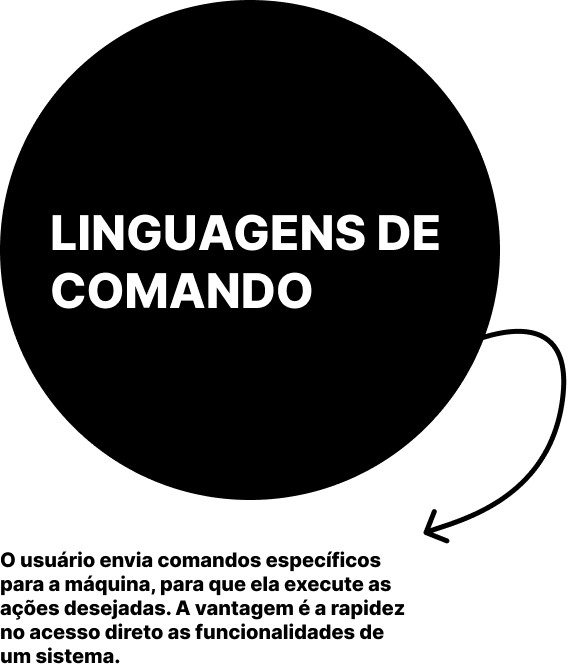 LINGUAGENS DE
COMANDO
O usuário envia comandos específicos
para a máquina, para que ela execute as
ações desejadas. A vantagem é a rapidez
no acesso direto as funcionalidades de
um sistema.